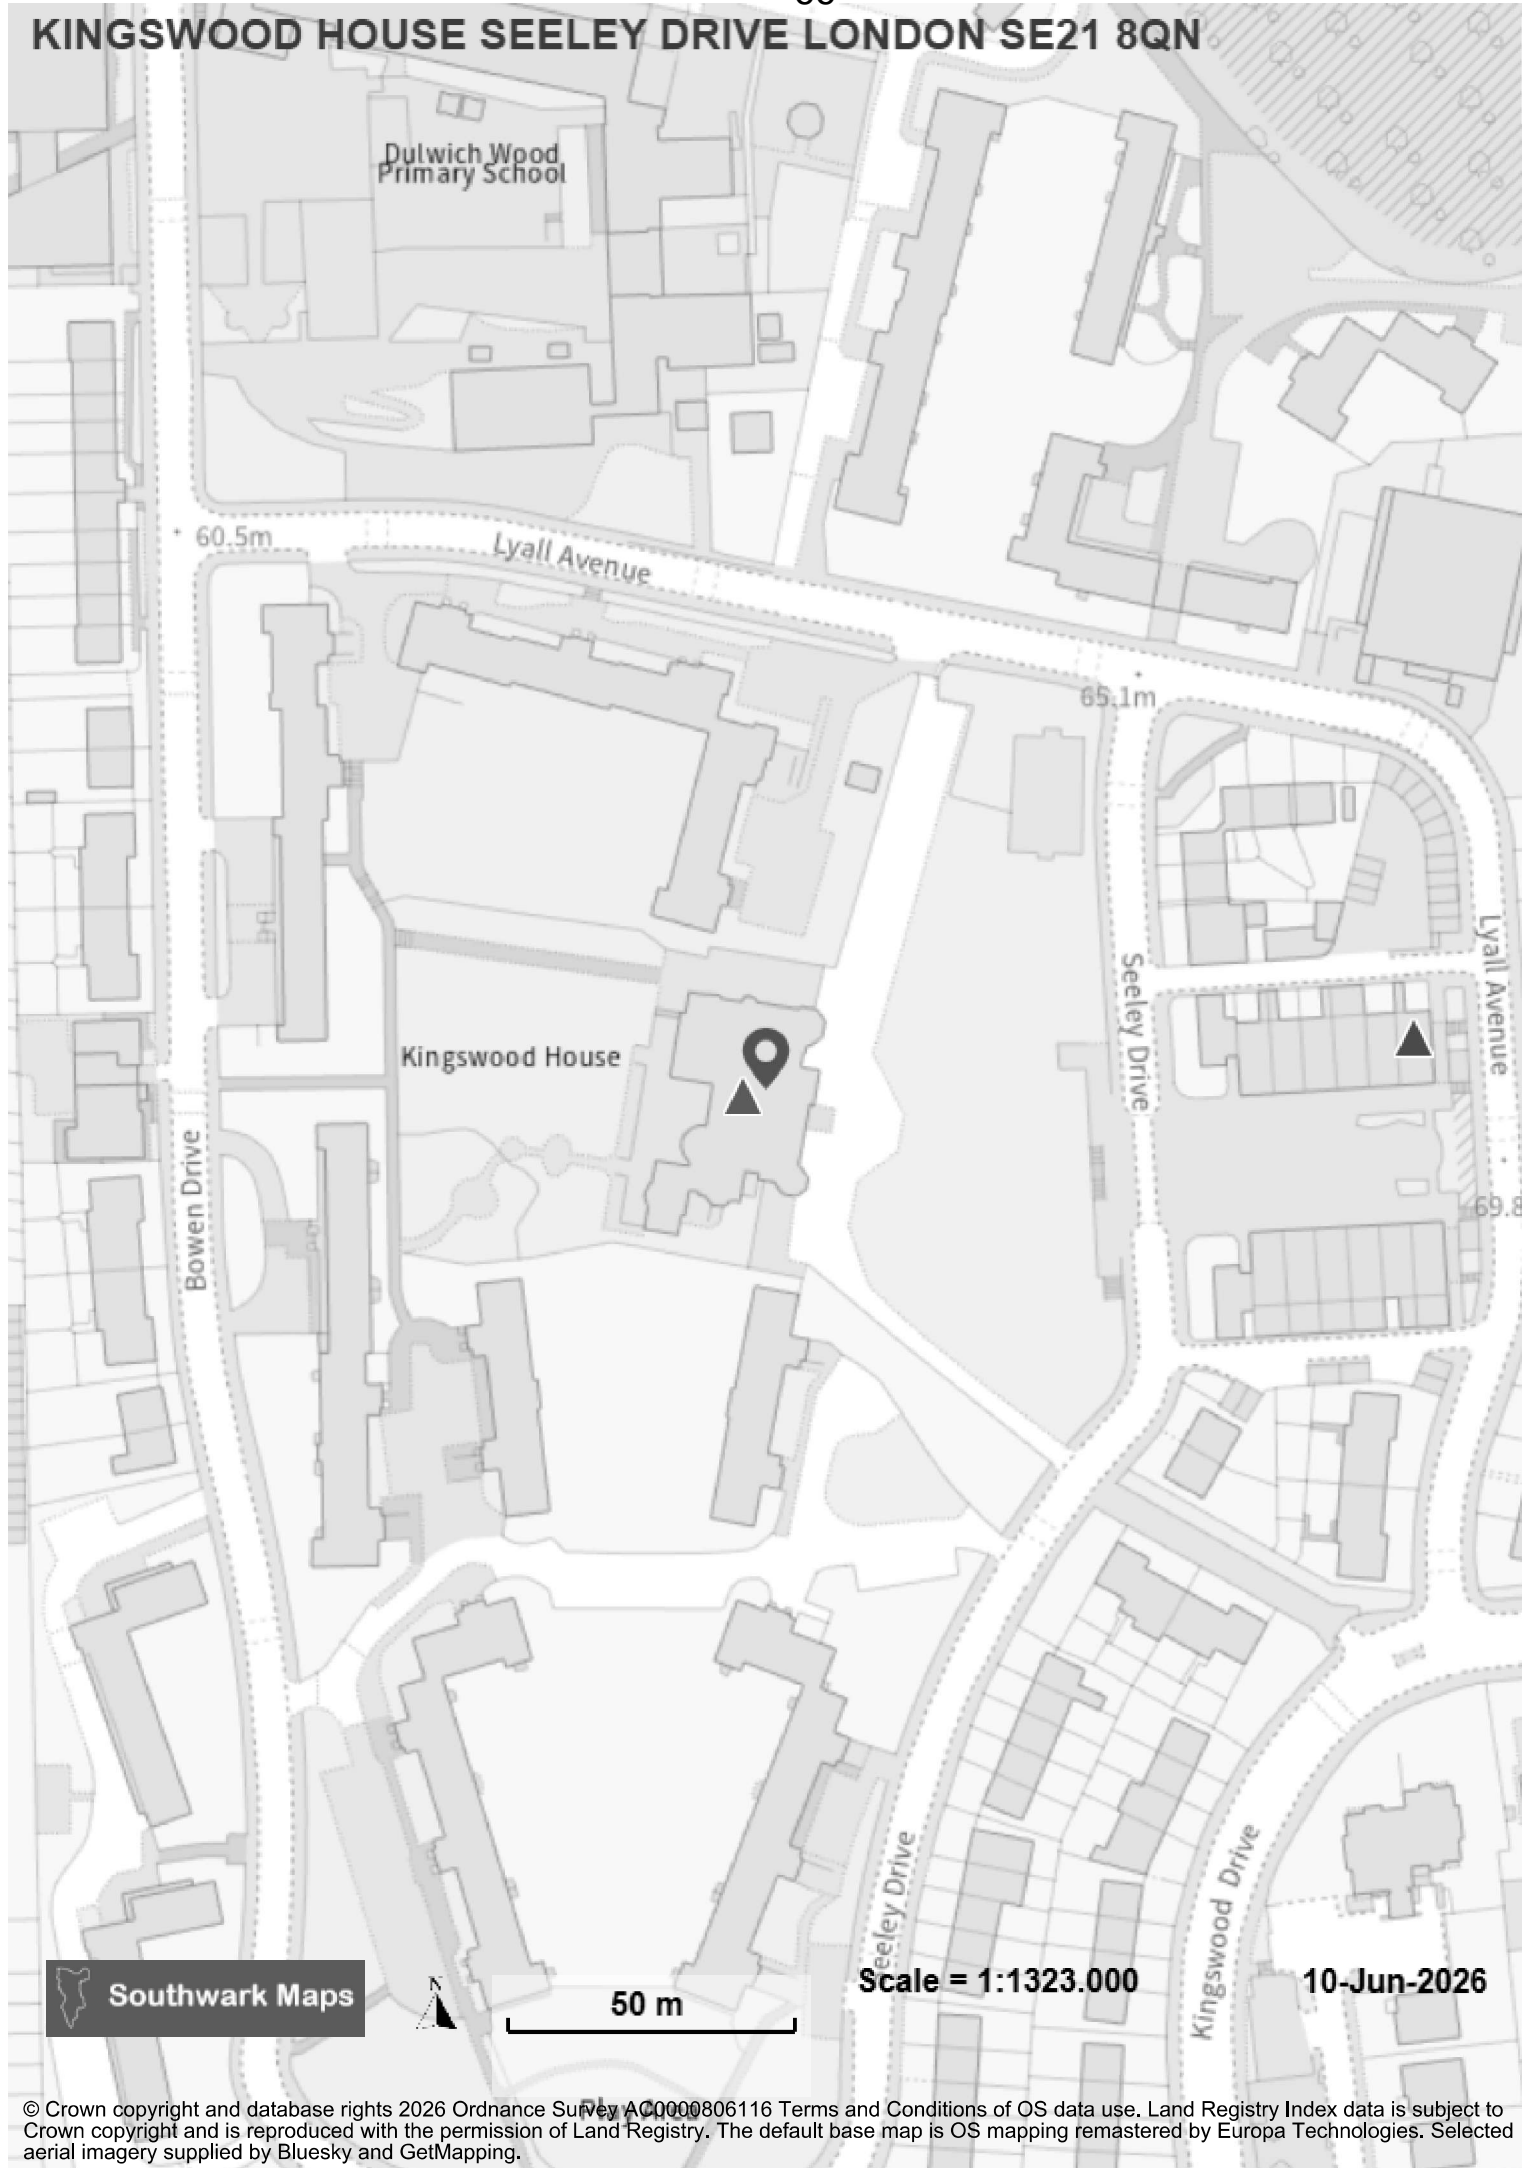 KINGSWOOD HOUSE SEELEY DRIVE LONDON SE21 8QN
Dulwich Wood
Primary School
60.5m
Lyall Avenue
65.1m
Lyall Avenue
Seeley Drive
Kingswood House
Bowen Drive
69.8
Seeley Drive
Kingswood Drive
Southwark Maps
N
50 m
Scale = 1:1323.000
10-Jun-2026
Play Area
© Crown copyright and database rights 2026 Ordnance Survey AC0000806116 Terms and Conditions of OS data use. Land Registry Index data is subject to
Crown copyright and is reproduced with the permission of Land Registry. The default base map is OS mapping remastered by Europa Technologies. Selected
aerial imagery supplied by Bluesky and GetMapping.